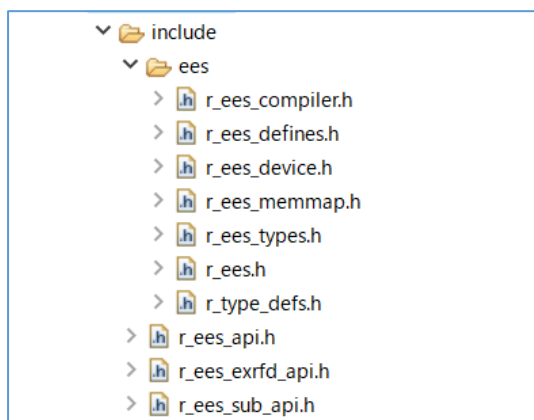 include
ees
r_ees_compiler.h
r_ees_defines.h
r_ees_device.h
r_ees_memmap.h
r_ees_types.h
r_ees.h
r_type_defs.h
r_ees_api.h
r_ees_exrfd_api.h
r_ees_sub_api.h